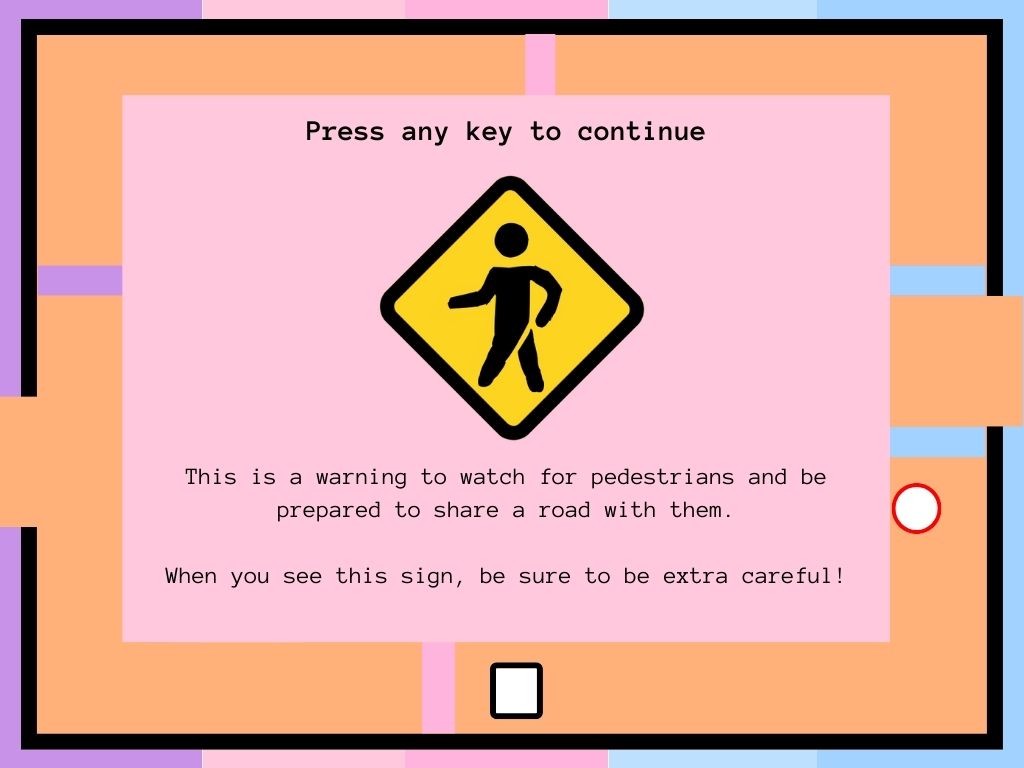 Press any key to continue
This is a warning to watch for pedestrians and be
prepared to share a road with them.
When you see this sign, be sure to be extra careful!